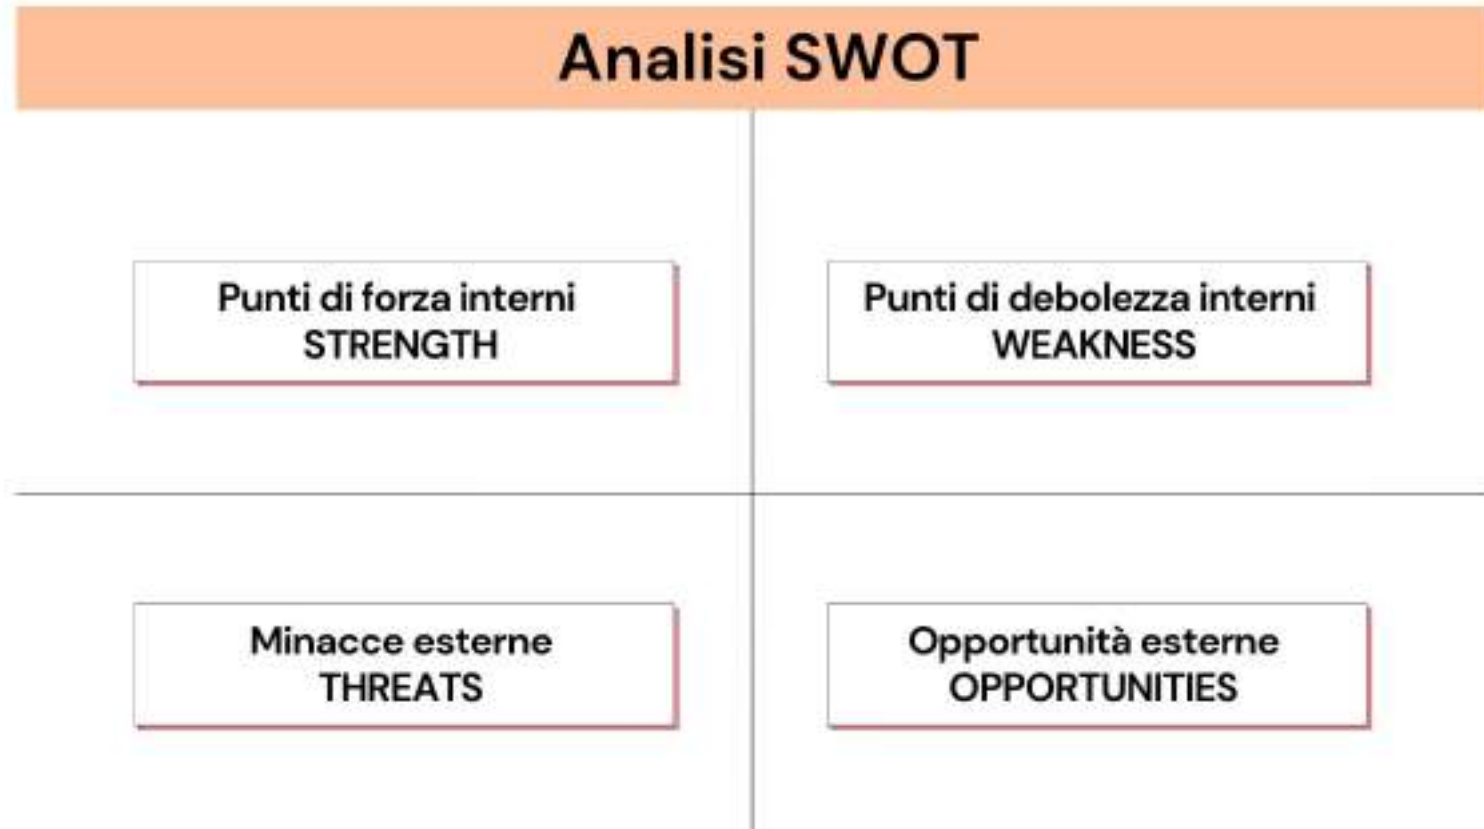 Analisi SWOT
Punti di forza interni
STRENGTH
Punti di debolezza interni
WEAKNESS
Minacce esterne
THREATS
Opportunità esterne
OPPORTUNITIES